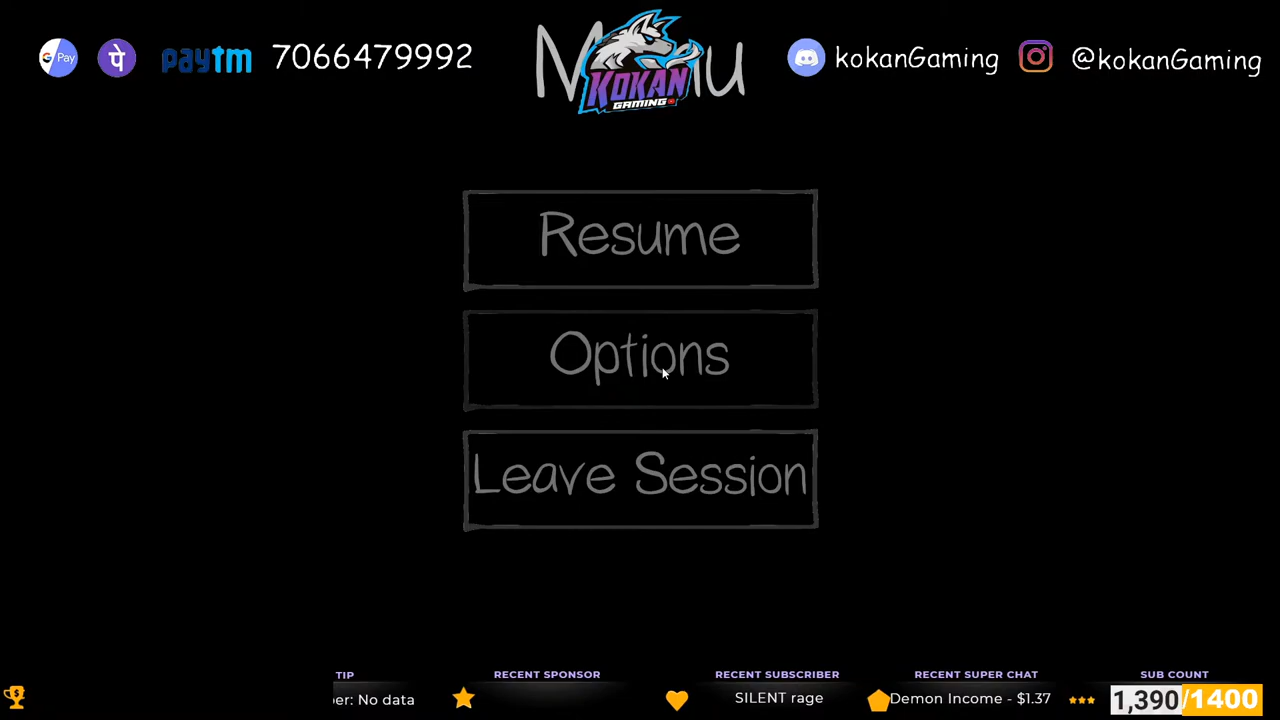 G Pay पे paytm 7066479992
KOKAN
GAMING
kokanGaming @kokanGaming
Resume
Options
Leave Session
TIP
per: No data
RECENT SPONSOR
RECENT SUBSCRIBER
SILENT rage
RECENT SUPER CHAT
Demon Income - $1.37
SUB COUNT
1,390/1400